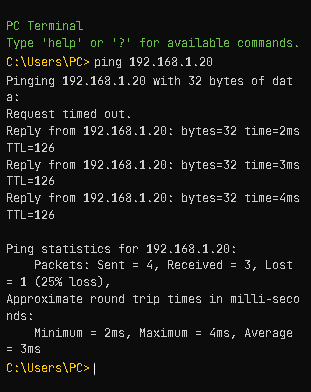 PC Terminal
Type 'help' or '?' for available commands.
C:\Users\PC> ping 192.168.1.20
Pinging 192.168.1.20 with 32 bytes of dat
a:
Request timed out.
Reply from 192.168.1.20: bytes=32 time=2ms
TTL=126
Reply from 192.168.1.20: bytes=32 time=3ms
TTL=126
Reply from 192.168.1.20: bytes=32 time=4ms
TTL=126

Ping statistics for 192.168.1.20:
    Packets: Sent = 4, Received = 3, Lost
= 1 (25% loss),
Approximate round trip times in milli-seco
nds:
    Minimum = 2ms, Maximum = 4ms, Average
= 3ms
C:\Users\PC>